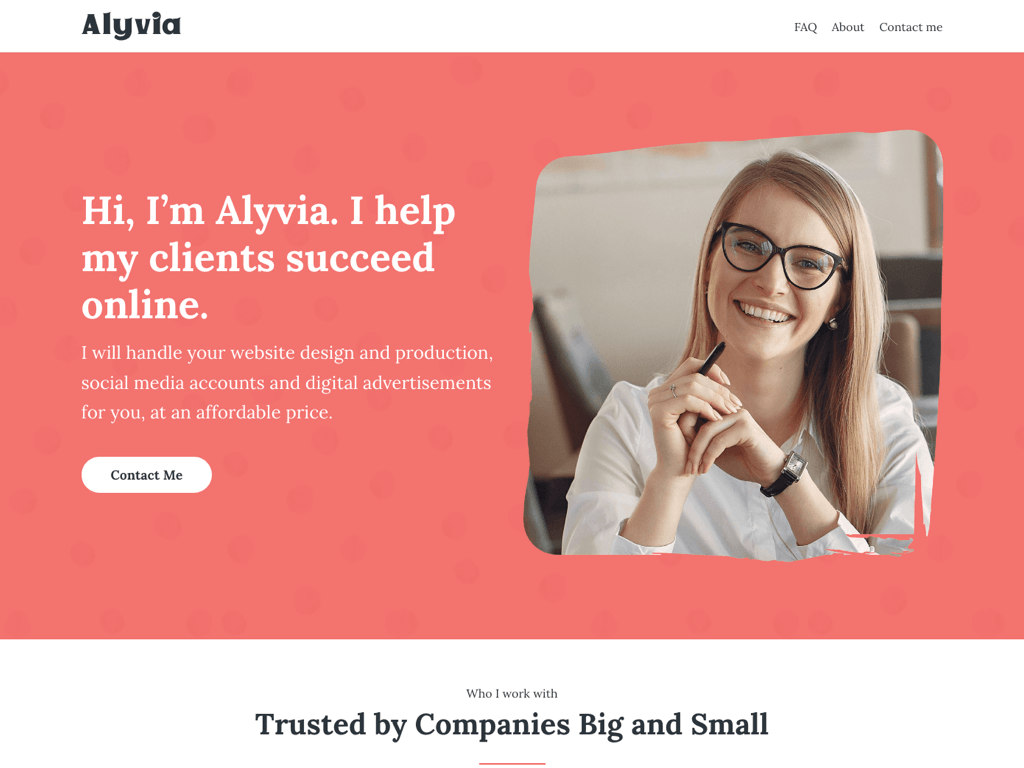 Alyvia
FAQ About Contact me
Hi, I’m Alyvia. I help
my clients succeed
online.
I will handle your website design and production,
social media accounts and digital advertisements
for you, at an affordable price.
Contact Me
Who I work with
Trusted by Companies Big and Small